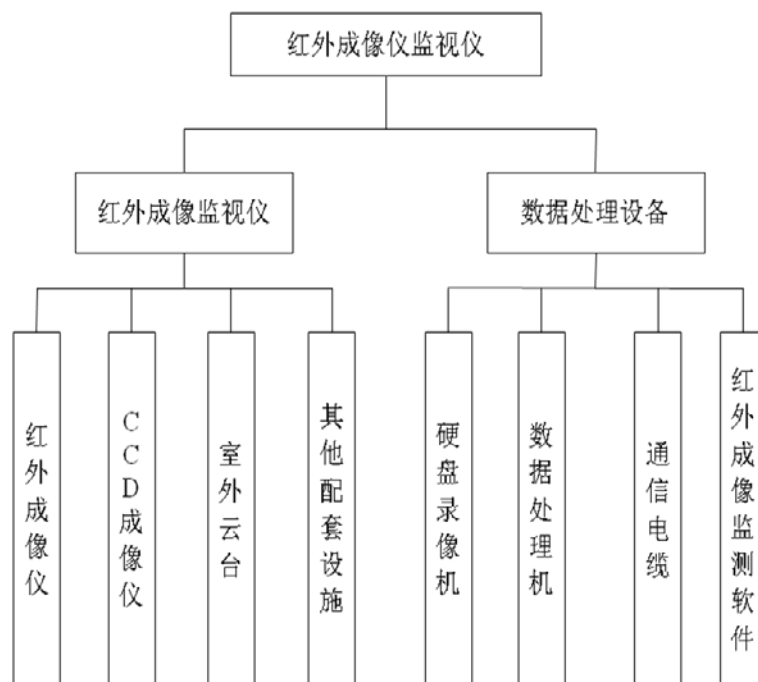 红外成像仪监视仪
红外成像监视仪
数据处理设备
红外成像仪
CCD成像仪
室外云台
其他配套设施
硬盘录像机
数据处理机
通信电缆
红外成像监测软件